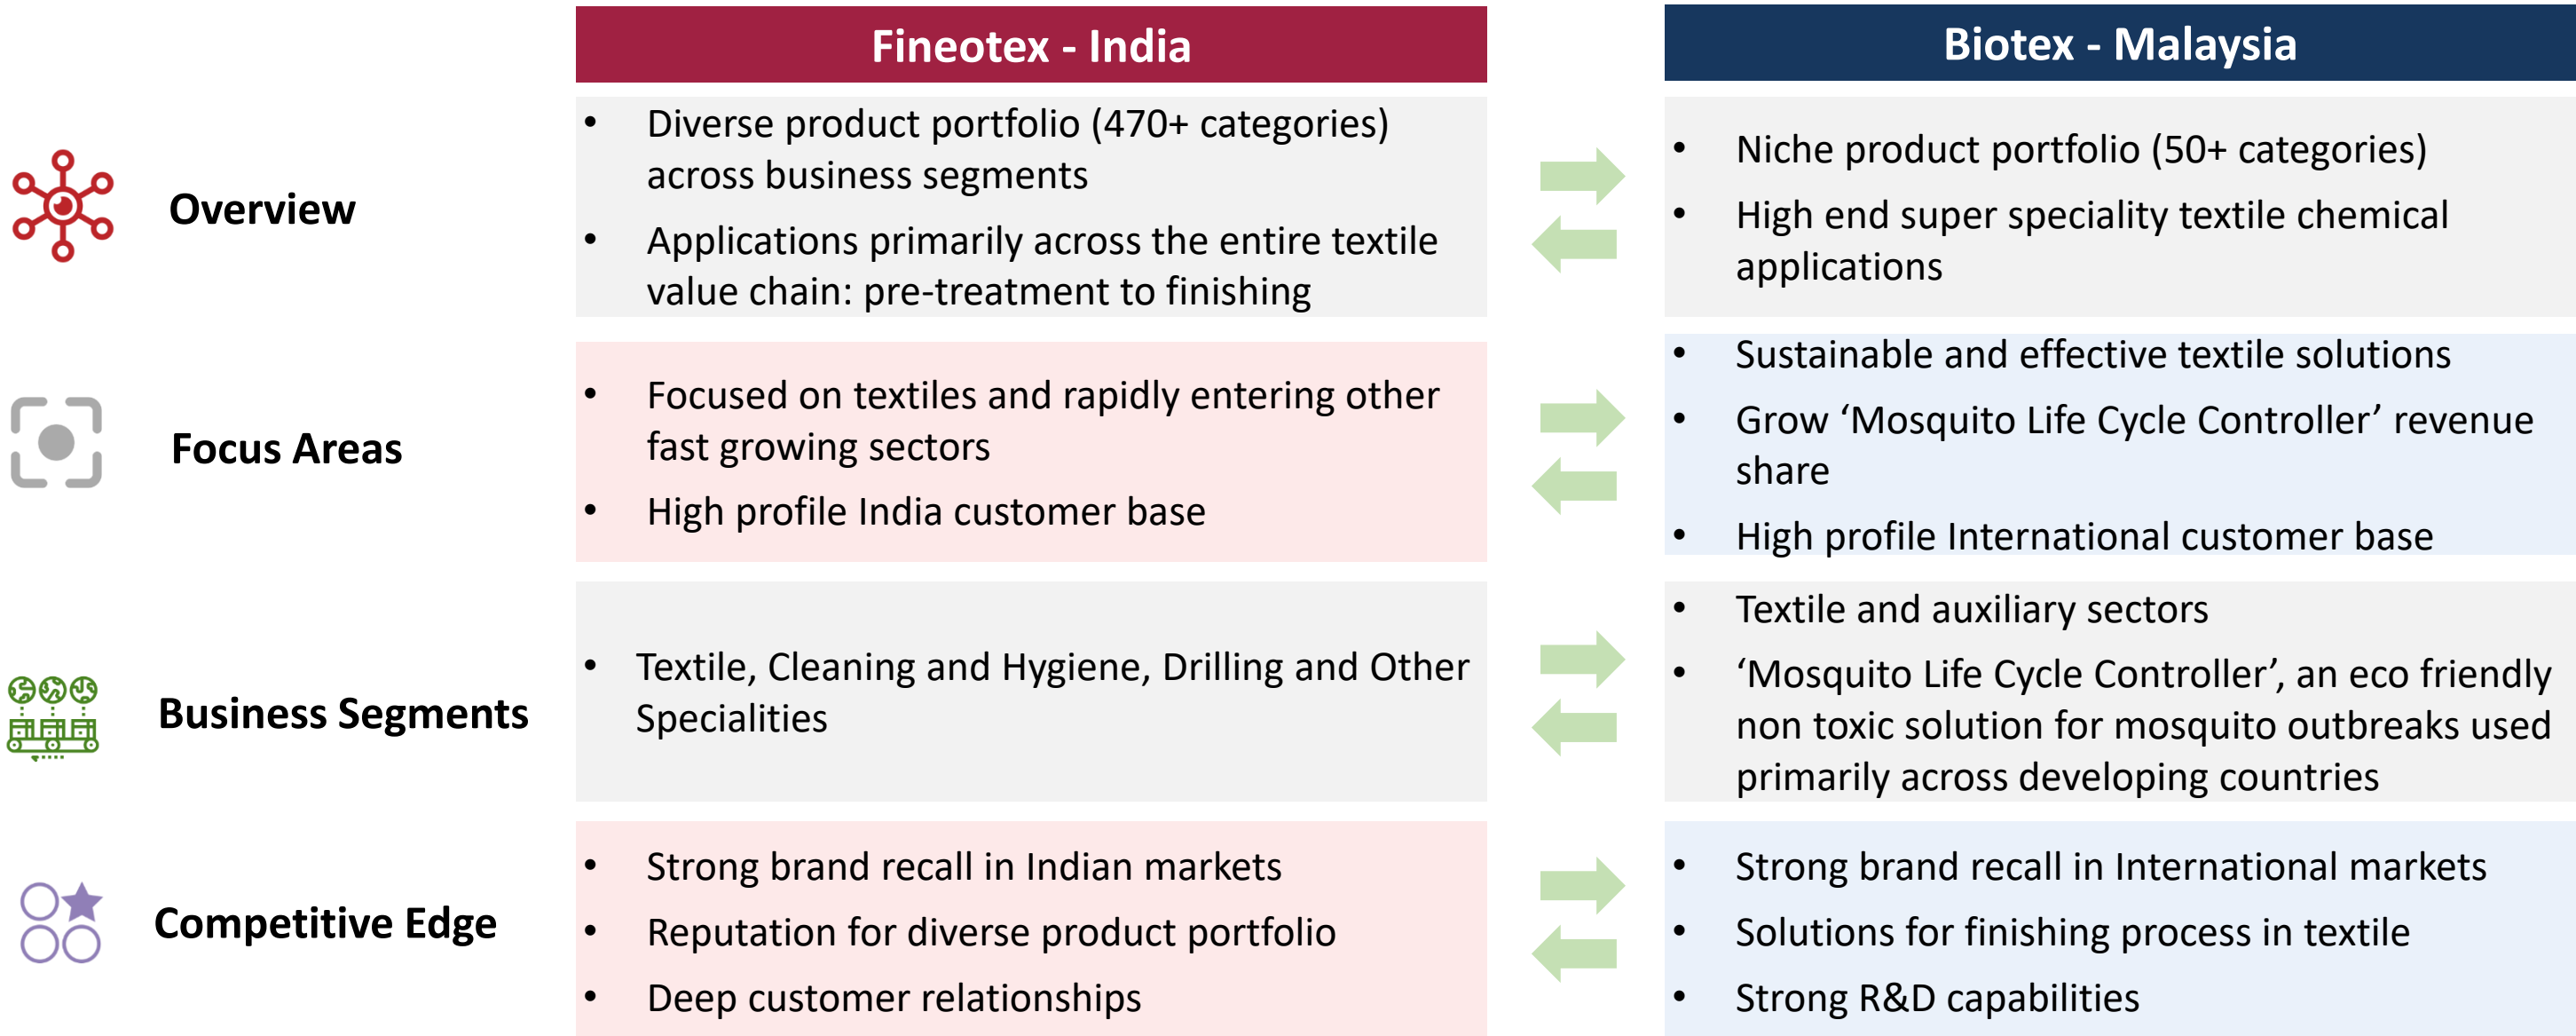 Fineotex - India
Biotex - Malaysia
Overview
• Diverse product portfolio (470+ categories)
across business segments
• Applications primarily across the entire textile
value chain: pre-treatment to finishing
• Niche product portfolio (50+ categories)
• High end super speciality textile chemical
applications
Focus Areas
• Focused on textiles and rapidly entering other
fast growing sectors
• High profile India customer base
• Sustainable and effective textile solutions
• Grow ‘Mosquito Life Cycle Controller’ revenue
share
• High profile International customer base
Business Segments
• Textile, Cleaning and Hygiene, Drilling and Other
Specialities
• Textile and auxiliary sectors
• ‘Mosquito Life Cycle Controller’, an eco friendly
non toxic solution for mosquito outbreaks used
primarily across developing countries
Competitive Edge
• Strong brand recall in Indian markets
• Reputation for diverse product portfolio
• Deep customer relationships
• Strong brand recall in International markets
• Solutions for finishing process in textile
• Strong R&D capabilities